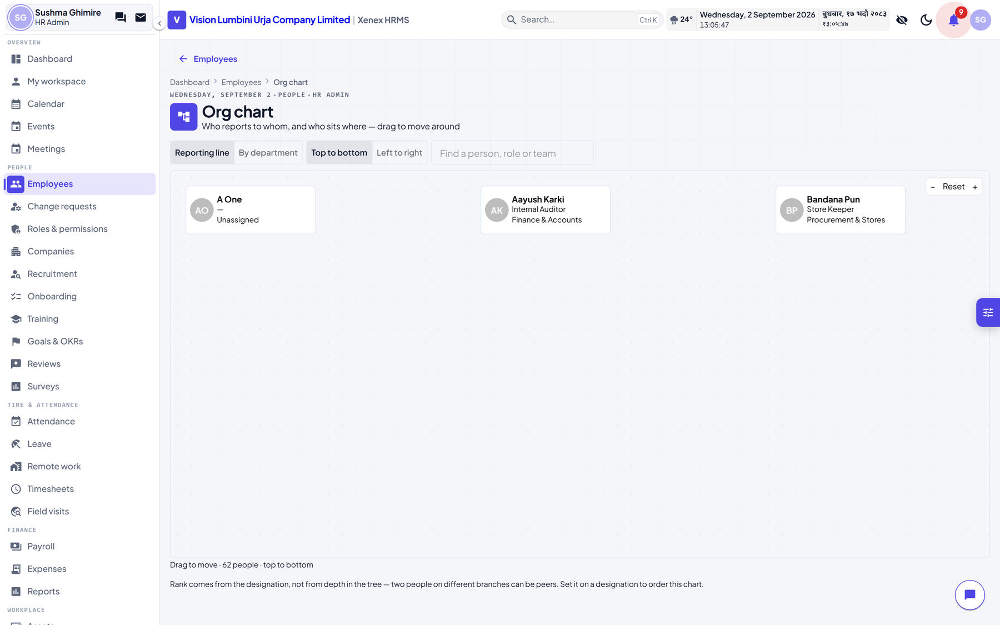 SG
Sushma Ghimire
HR Admin
OVERVIEW
Dashboard
My workspace
Calendar
Events
Meetings
PEOPLE
Employees
Change requests
Roles & permissions
Companies
Recruitment
Onboarding
Training
Goals & OKRs
Reviews
Surveys
TIME & ATTENDANCE
Attendance
Leave
Remote work
Timesheets
Field visits
FINANCE
Payroll
Expenses
Reports
WORKPLACE
V Vision Lumbini Urja Company Limited | Xenex HRMS
Search... Ctrl K
24°
Wednesday, 2 September 2026
13:05:47
बुधबार, १७ भदौ २०८३
१३:०५:४७
9
SG
Employees
Dashboard > Employees > Org chart
WEDNESDAY, SEPTEMBER 2 • PEOPLE • HR ADMIN
Org chart
Who reports to whom, and who sits where — drag to move around
Reporting line By department Top to bottom Left to right Find a person, role or team
AO
A One
—
Unassigned
AK
Aayush Karki
Internal Auditor
Finance & Accounts
BP
Bandana Pun
Store Keeper
Procurement & Stores
− Reset +
Drag to move · 62 people · top to bottom
Rank comes from the designation, not from depth in the tree — two people on different branches can be peers. Set it on a designation to order this chart.